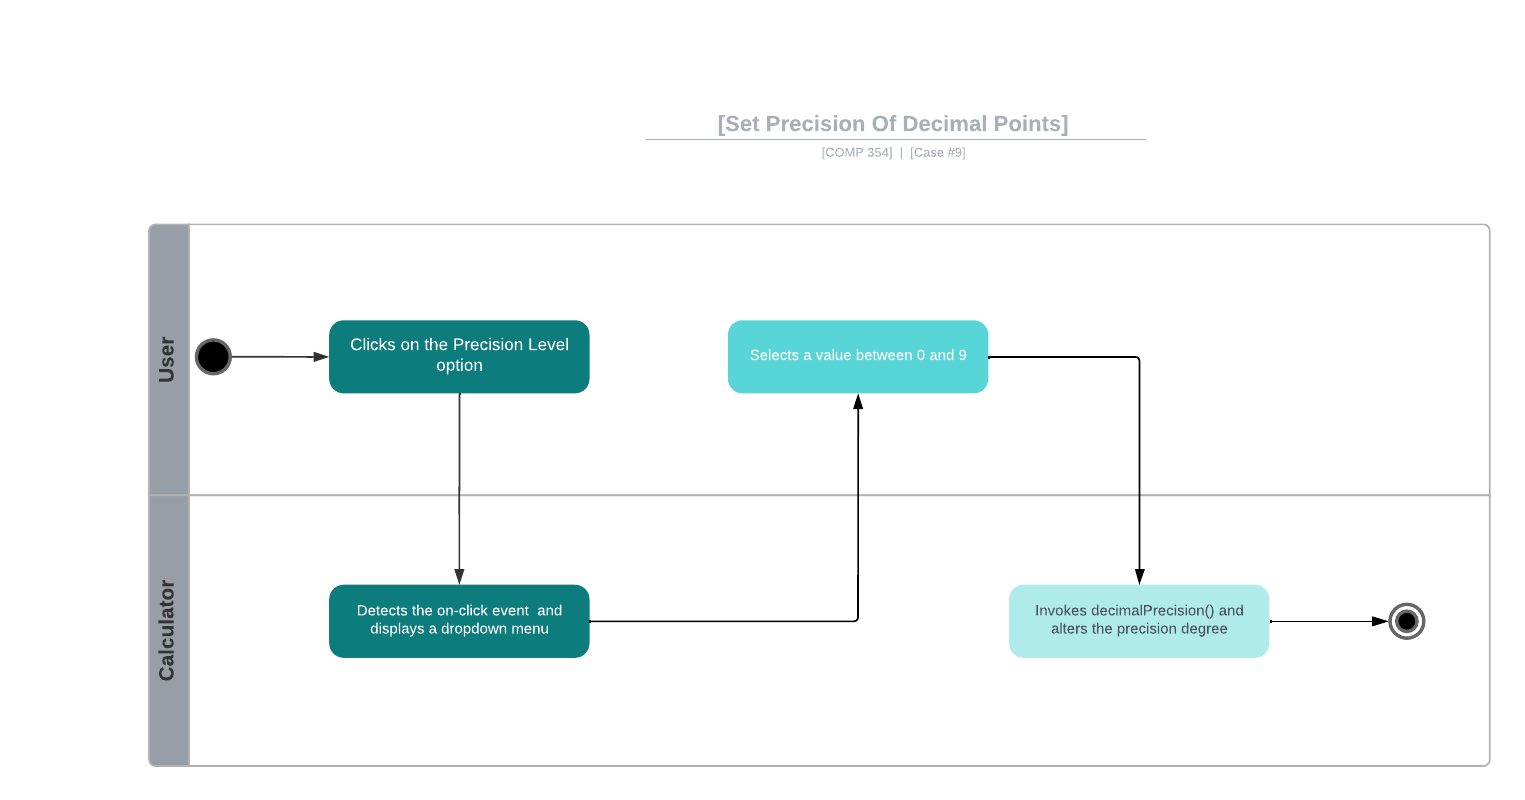 [Set Precision Of Decimal Points]
[COMP 354] | [Case #9]
User
Clicks on the Precision Level
option
Selects a value between 0 and 9
Calculator
Detects the on-click event  and
displays a dropdown menu
Invokes decimalPrecision() and
alters the precision degree